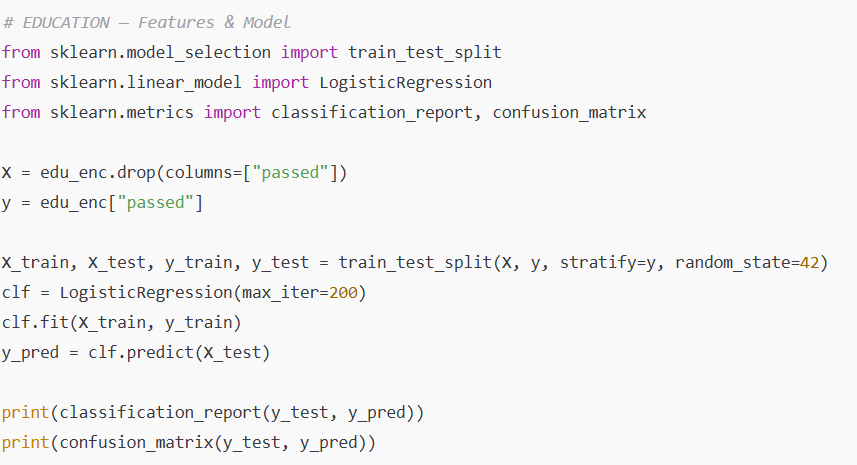 # EDUCATION — Features & Model
from sklearn.model_selection import train_test_split
from sklearn.linear_model import LogisticRegression
from sklearn.metrics import classification_report, confusion_matrix
X = edu_enc.drop(columns=["passed"])
y = edu_enc["passed"]
X_train, X_test, y_train, y_test = train_test_split(X, y, stratify=y, random_state=42)
clf = LogisticRegression(max_iter=200)
clf.fit(X_train, y_train)
y_pred = clf.predict(X_test)
print(classification_report(y_test, y_pred))
print(confusion_matrix(y_test, y_pred))